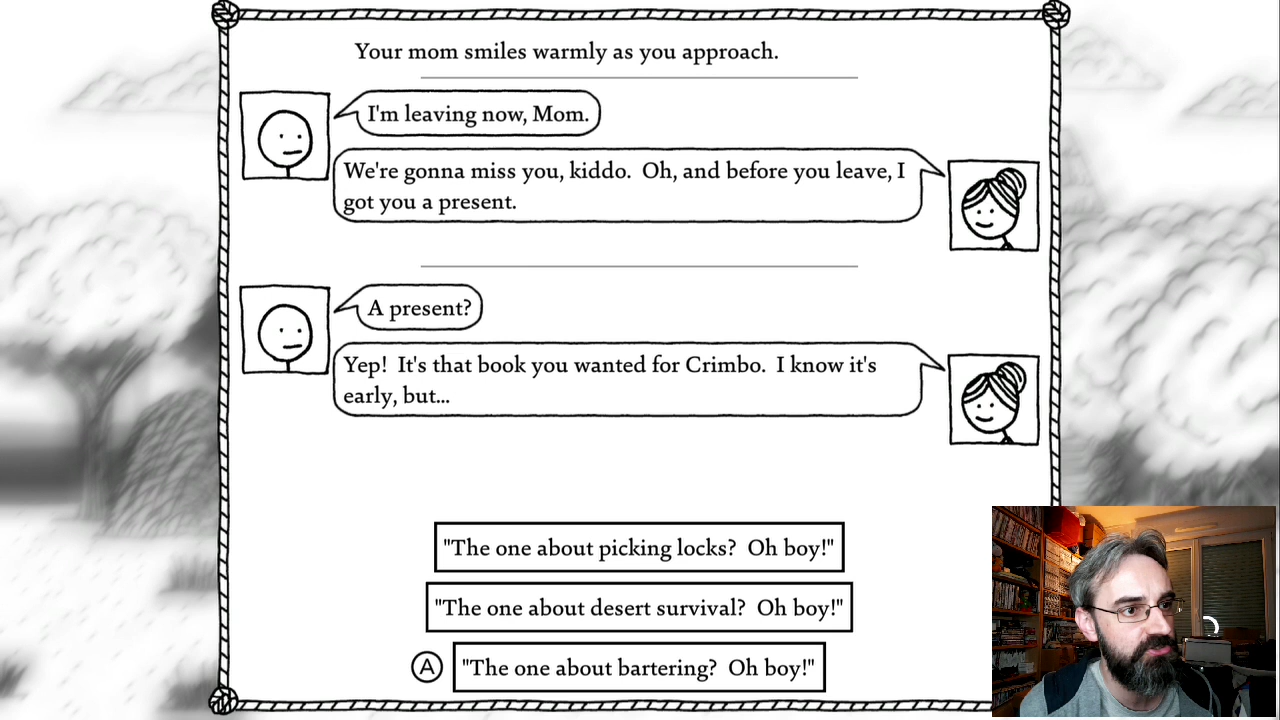 Your mom smiles warmly as you approach.
I'm leaving now, Mom.
We're gonna miss you, kiddo.  Oh, and before you leave, I
got you a present.
A present?
Yep!  It's that book you wanted for Crimbo.  I know it's
early, but...
"The one about picking locks?  Oh boy!"
"The one about desert survival?  Oh boy!"
A "The one about bartering?  Oh boy!"